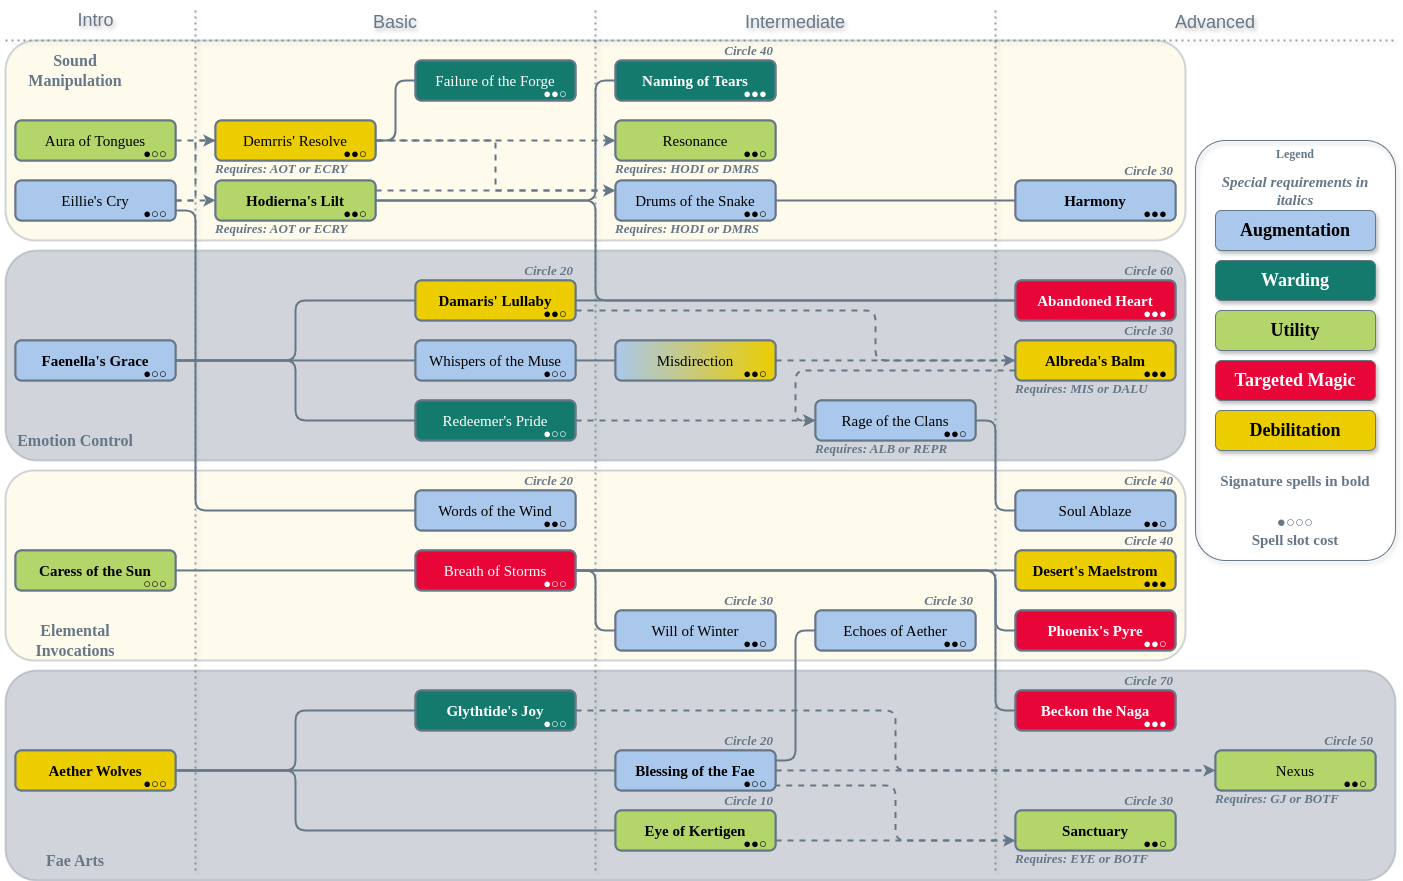 Intro
Basic
Intermediate
Advanced
Sound
Manipulation
Circle 40
Failure of the Forge
●●○
Naming of Tears
●●●
Aura of Tongues
●○○
Demrris' Resolve
●●○
Requires: AOT or ECRY
Resonance
●●○
Requires: HODI or DMRS
Eillie's Cry
●○○
Hodierna's Lilt
●●○
Requires: AOT or ECRY
Drums of the Snake
●●○
Requires: HODI or DMRS
Circle 30
Harmony
●●●
Circle 20
Damaris' Lullaby
●●○
Circle 60
Abandoned Heart
●●●
Faenella's Grace
●○○
Whispers of the Muse
●○○
Misdirection
●●○
Circle 30
Albreda's Balm
●●●
Requires: MIS or DALU
Redeemer's Pride
●○○
Rage of the Clans
●●○
Requires: ALB or REPR
Emotion Control
Circle 20
Words of the Wind
●●○
Circle 40
Soul Ablaze
●●○
Caress of the Sun
○○○
Breath of Storms
●○○
Circle 40
Desert's Maelstrom
●●●
Circle 30
Will of Winter
●●○
Circle 30
Echoes of Aether
●●○
Phoenix's Pyre
●●○
Elemental
Invocations
Glythtide's Joy
●○○
Circle 70
Beckon the Naga
●●●
Aether Wolves
●○○
Circle 20
Blessing of the Fae
●○○
Circle 50
Nexus
●●○
Requires: GJ or BOTF
Circle 10
Eye of Kertigen
●●○
Circle 30
Sanctuary
●●○
Requires: EYE or BOTF
Fae Arts
Legend
Special requirements in
italics
Augmentation
Warding
Utility
Targeted Magic
Debilitation
Signature spells in bold
●○○○
Spell slot cost